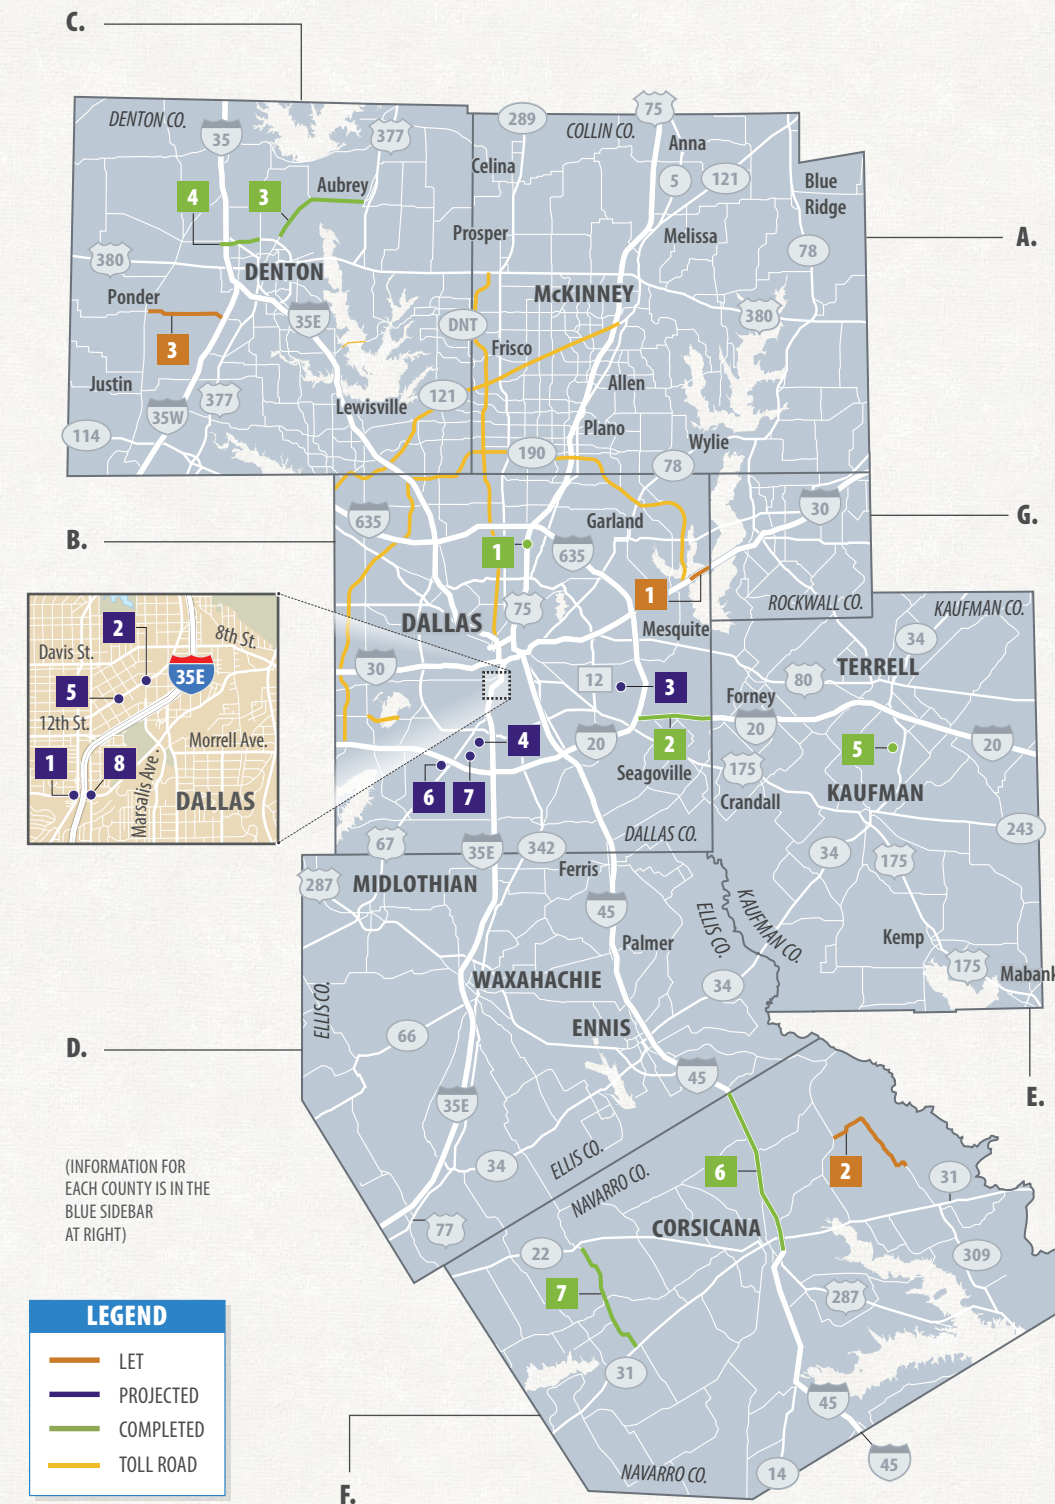 C.
DENTON CO.
35
377
289
COLLIN CO.
75
Anna
Celina
5
121
Blue
Ridge
4
3
Aubrey
Prosper
Melissa
78
A.
380
DENTON
McKINNEY
Ponder
35E
DNT
380
3
Frisco
Justin
377
Allen
35W
Lewisville
121
Plano
114
190
Wylie
78
B.
635
Garland
30
G.
1
635
1
75
ROCKWALL CO.
KAUFMAN CO.
DALLAS
Mesquite
34
2
8th St.
Davis St.
35E
5
12th St.
Morrell Ave.
1
8
Marsalis Ave.
DALLAS
30
12
3
TERRELL
80
Forney
20
20
2
20
4
Seagoville
175
5
6
7
Crandall
KAUFMAN
67
35E
342
DALLAS CO.
243
34
175
287
MIDLOTHIAN
Ferris
45
ELLIS CO.
KAUFMAN CO.
Palmer
Kemp
175
Mabank
WAXAHACHIE
34
ELLIS CO.
ENNIS
66
D.
45
35E
E.
2
6
31
34
ELLIS CO.
NAVARRO CO.
(INFORMATION FOR
EACH COUNTY IS IN THE
BLUE SIDEBAR
AT RIGHT)
77
CORSICANA
22
309
7
287
31
45
45
14
NAVARRO CO.
F.
LEGEND
LET
PROJECTED
COMPLETED
TOLL ROAD